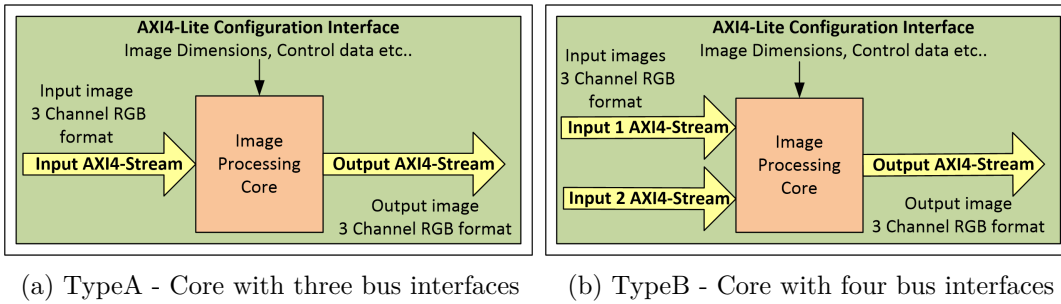 AXI4-Lite Configuration Interface
Image Dimensions, Control data etc..
Input image
3 Channel RGB
format
Input AXI4-Stream
Image
Processing
Core
Output AXI4-Stream
Output image
3 Channel RGB format
(a) TypeA - Core with three bus interfaces
AXI4-Lite Configuration Interface
Image Dimensions, Control data etc..
Input images
3 Channel RGB
format
Input 1 AXI4-Stream
Input 2 AXI4-Stream
Image
Processing
Core
Output AXI4-Stream
Output image
3 Channel RGB format
(b) TypeB - Core with four bus interfaces